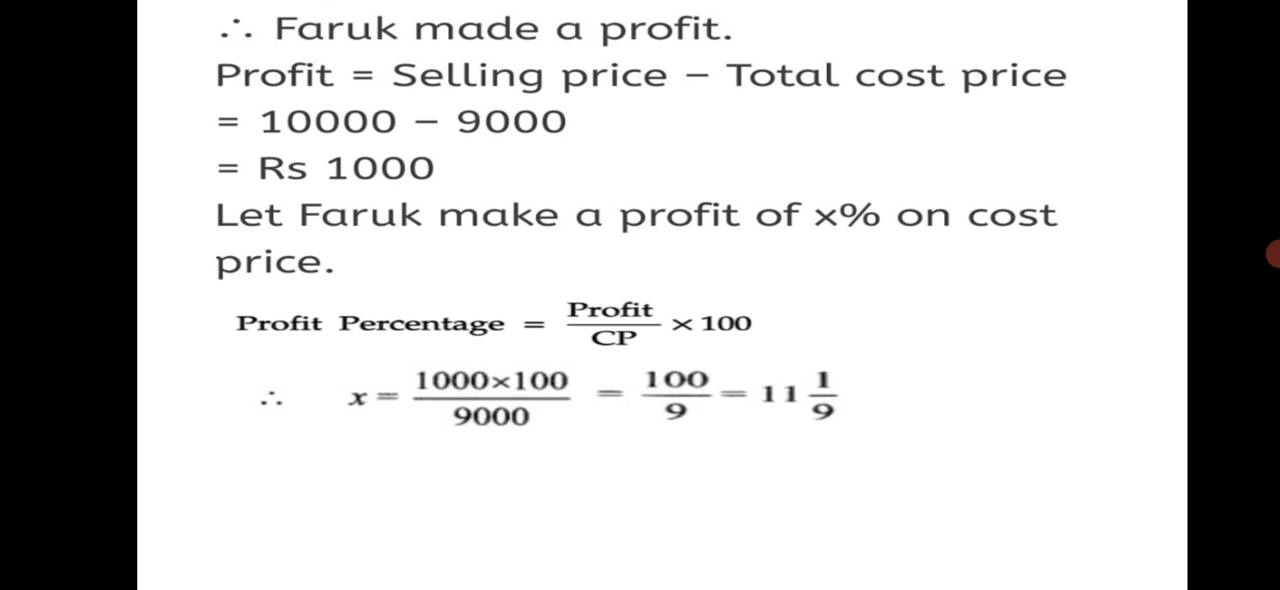 ∴ Faruk made a profit.
Profit = Selling price – Total cost price
= 10000 – 9000
= Rs 1000
Let Faruk make a profit of x% on cost
price.
Profit Percentage = Profit/CP × 100
∴ x = 1000×100/9000 = 100/9 = 11 1/9